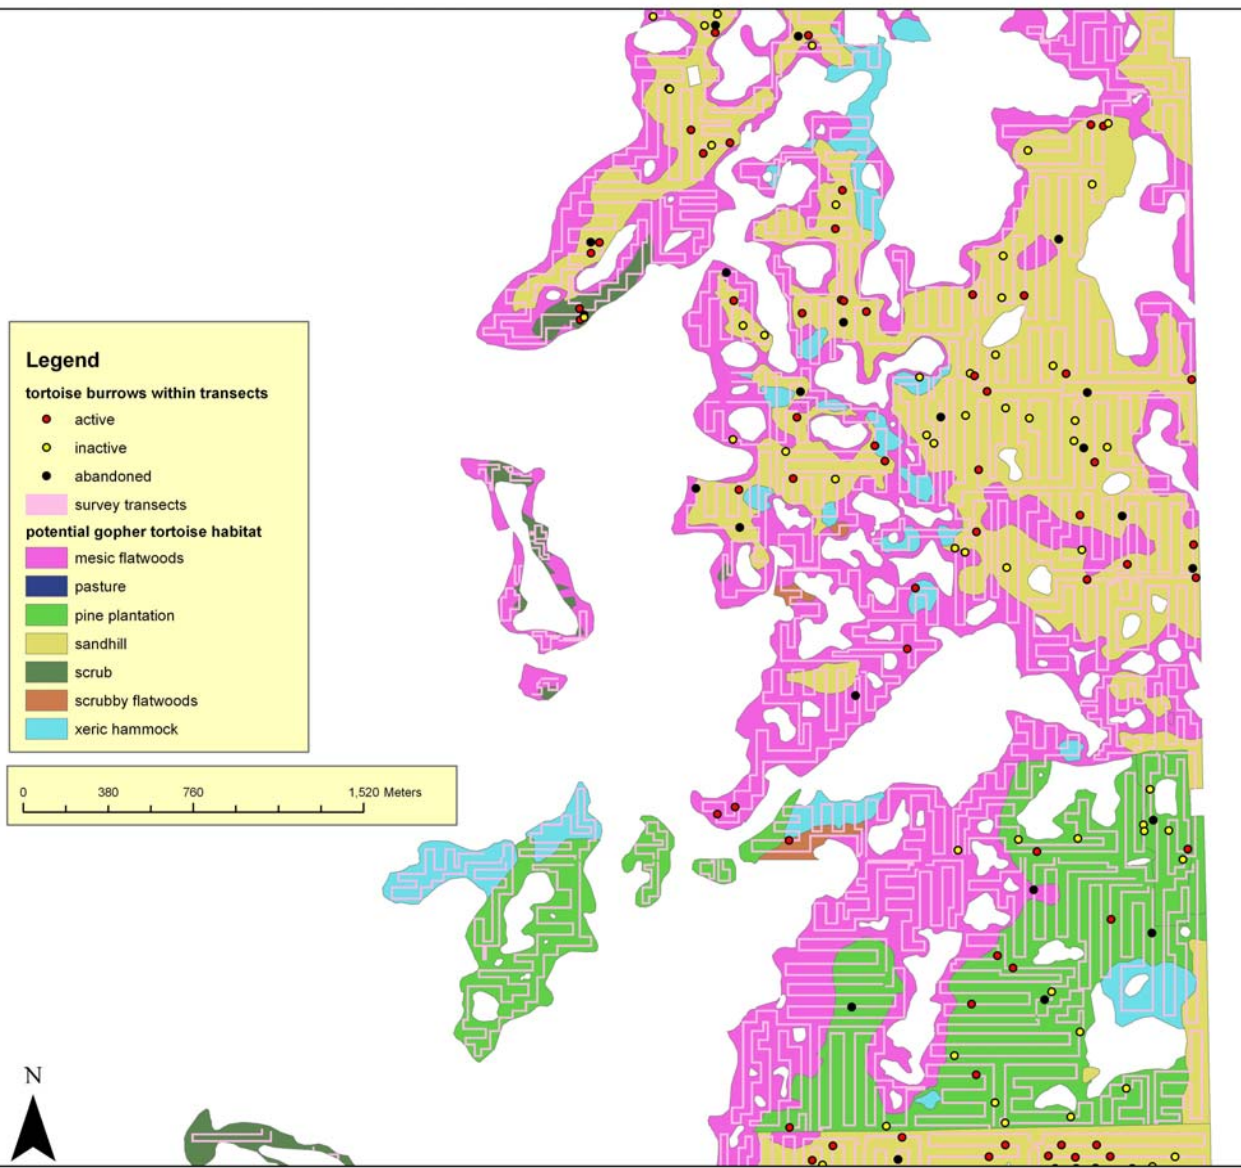 Legend
tortoise burrows within transects
active
inactive
abandoned
survey transects
potential gopher tortoise habitat
mesic flatwoods
pasture
pine plantation
sandhill
scrub
scrubby flatwoods
xeric hammock
0 380 760 1,520 Meters
N